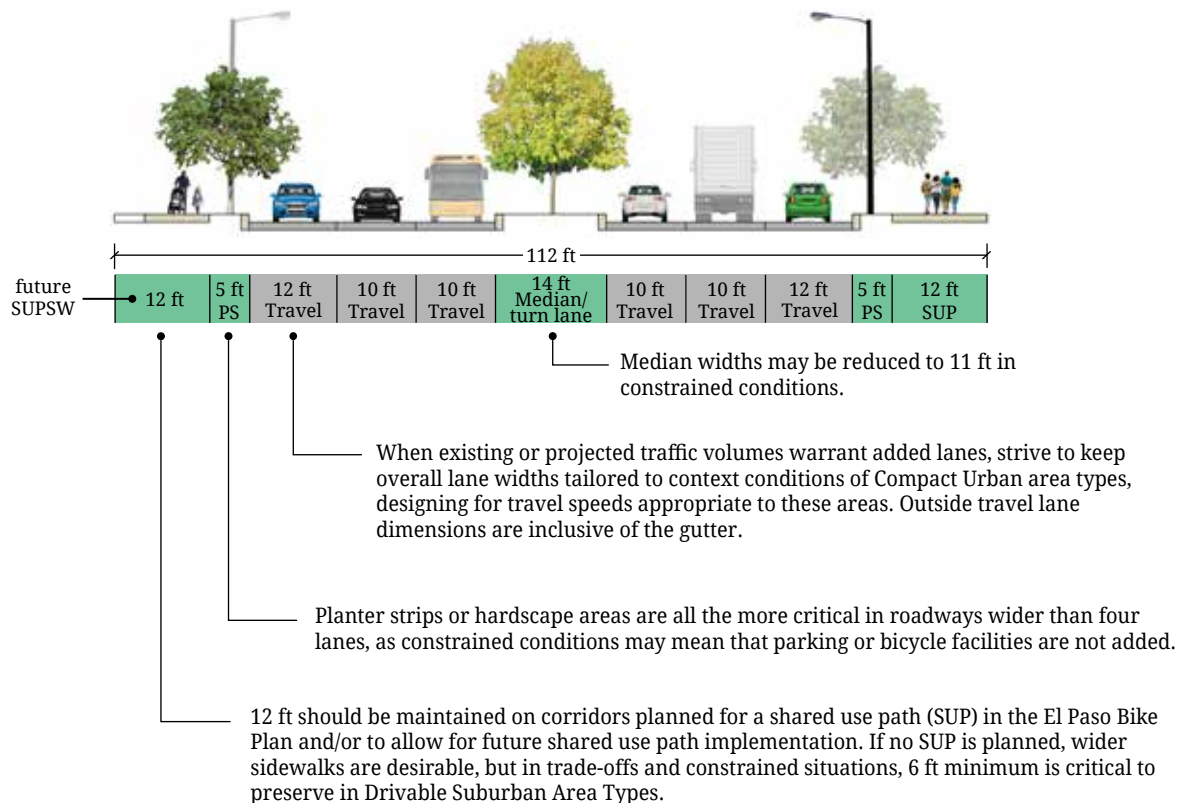 112 ft
future
SUPSW
12 ft
5 ft
PS
12 ft
Travel
10 ft
Travel
10 ft
Travel
14 ft
Median/
turn lane
10 ft
Travel
10 ft
Travel
12 ft
Travel
5 ft
PS
12 ft
SUP
Median widths may be reduced to 11 ft in
constrained conditions.
When existing or projected traffic volumes warrant added lanes, strive to keep
overall lane widths tailored to context conditions of Compact Urban area types,
designing for travel speeds appropriate to these areas. Outside travel lane
dimensions are inclusive of the gutter.
Planter strips or hardscape areas are all the more critical in roadways wider than four
lanes, as constrained conditions may mean that parking or bicycle facilities are not added.
12 ft should be maintained on corridors planned for a shared use path (SUP) in the El Paso Bike
Plan and/or to allow for future shared use path implementation. If no SUP is planned, wider
sidewalks are desirable, but in trade-offs and constrained situations, 6 ft minimum is critical to
preserve in Drivable Suburban Area Types.